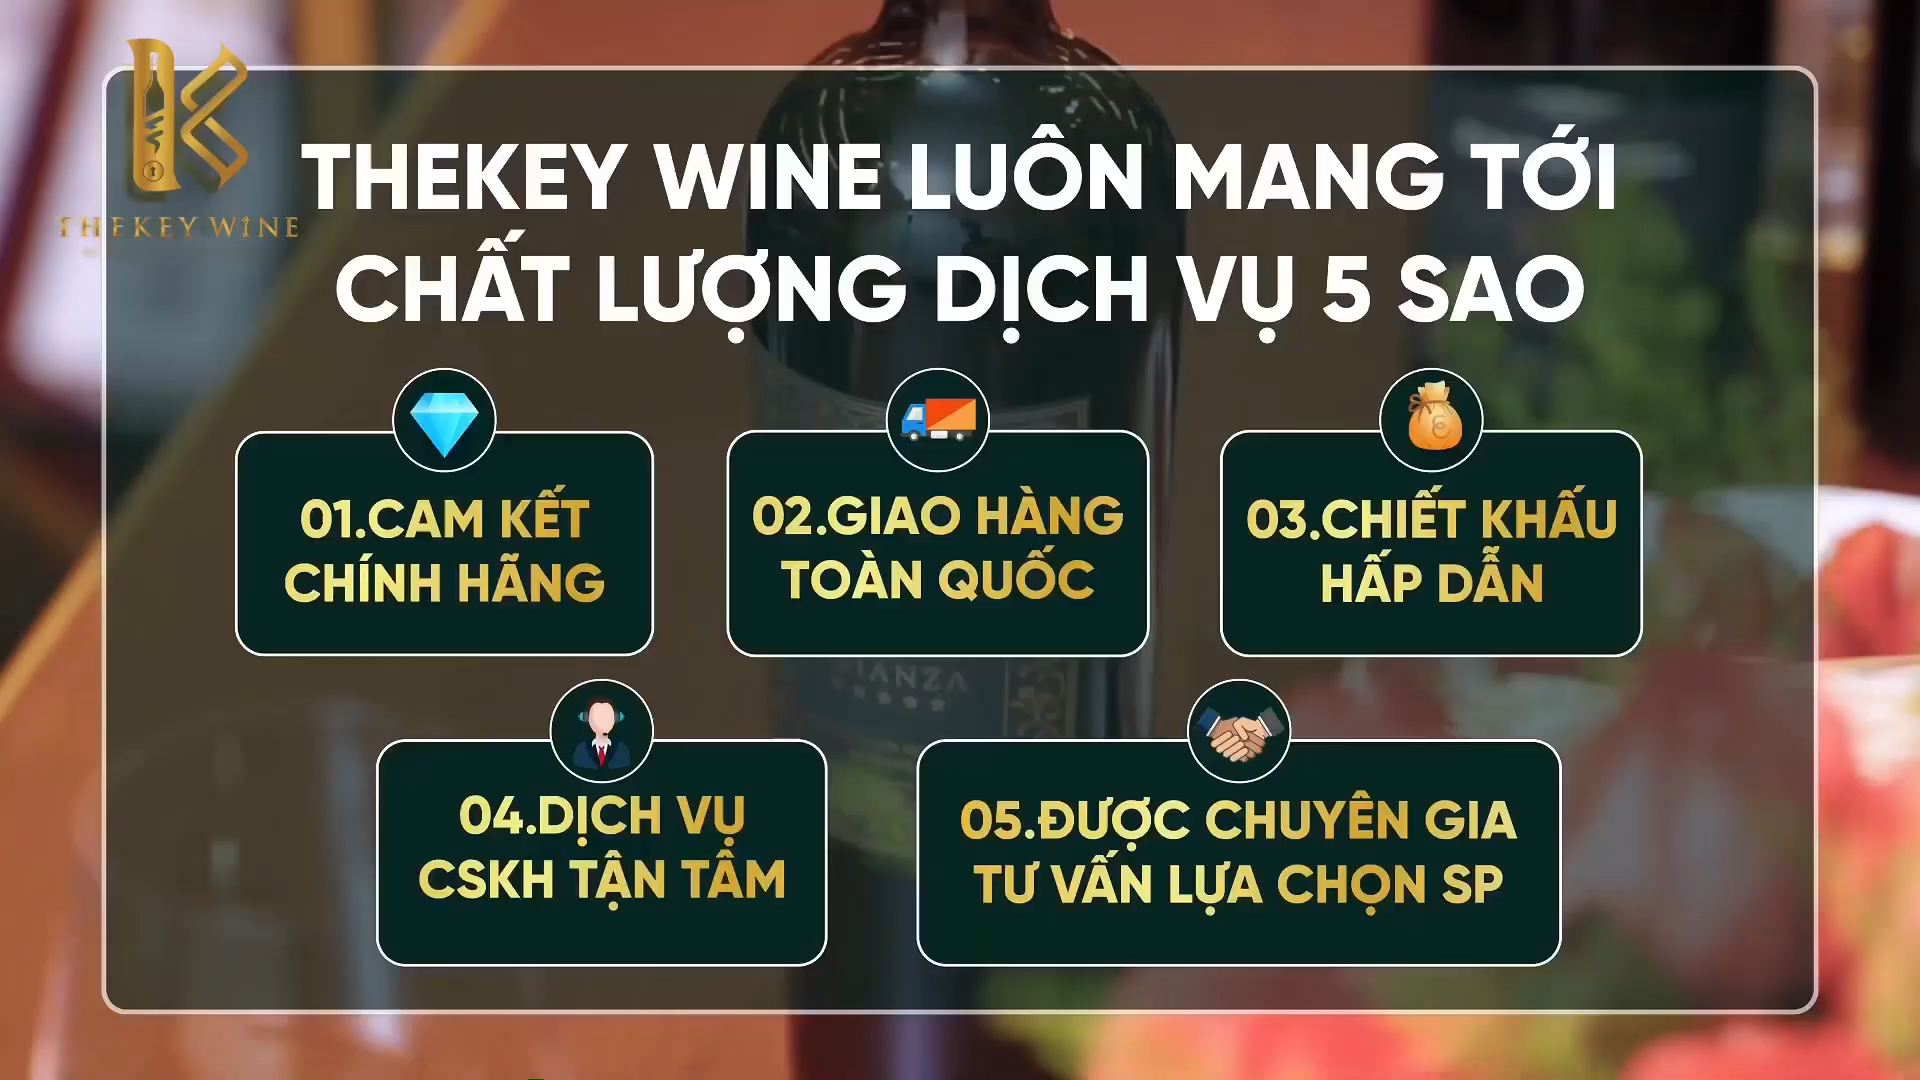 THEKEY WINE
THEKEY WINE LUÔN MANG TỚI
CHẤT LƯỢNG DỊCH VỤ 5 SAO
01.CAM KẾT
CHÍNH HÃNG
02.GIAO HÀNG
TOÀN QUỐC
03.CHIẾT KHẤU
HẤP DẪN
IANZA
04.DỊCH VỤ
CSKH TẬN TÂM
05.ĐƯỢC CHUYÊN GIA
TƯ VẤN LỰA CHỌN SP